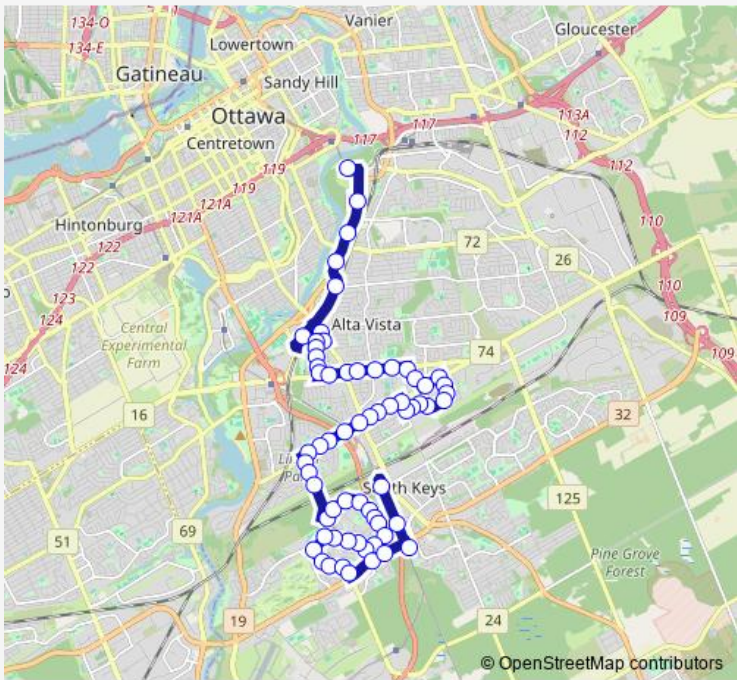 134-O
Vanier
Gloucester
134-E
Lowertown
Gatineau
Sandy Hill
Ottawa
113A
117
117
112
Centretown
119
112
119
121A
121A
Hintonburg
110
122
72
26
122
110
123
124
Alta Vista
109
Central
Experimental
Farm
74
109
124
16
32
South Keys
125
69
51
Pine Grove
Forest
19
24
© OpenStreetMap contributors